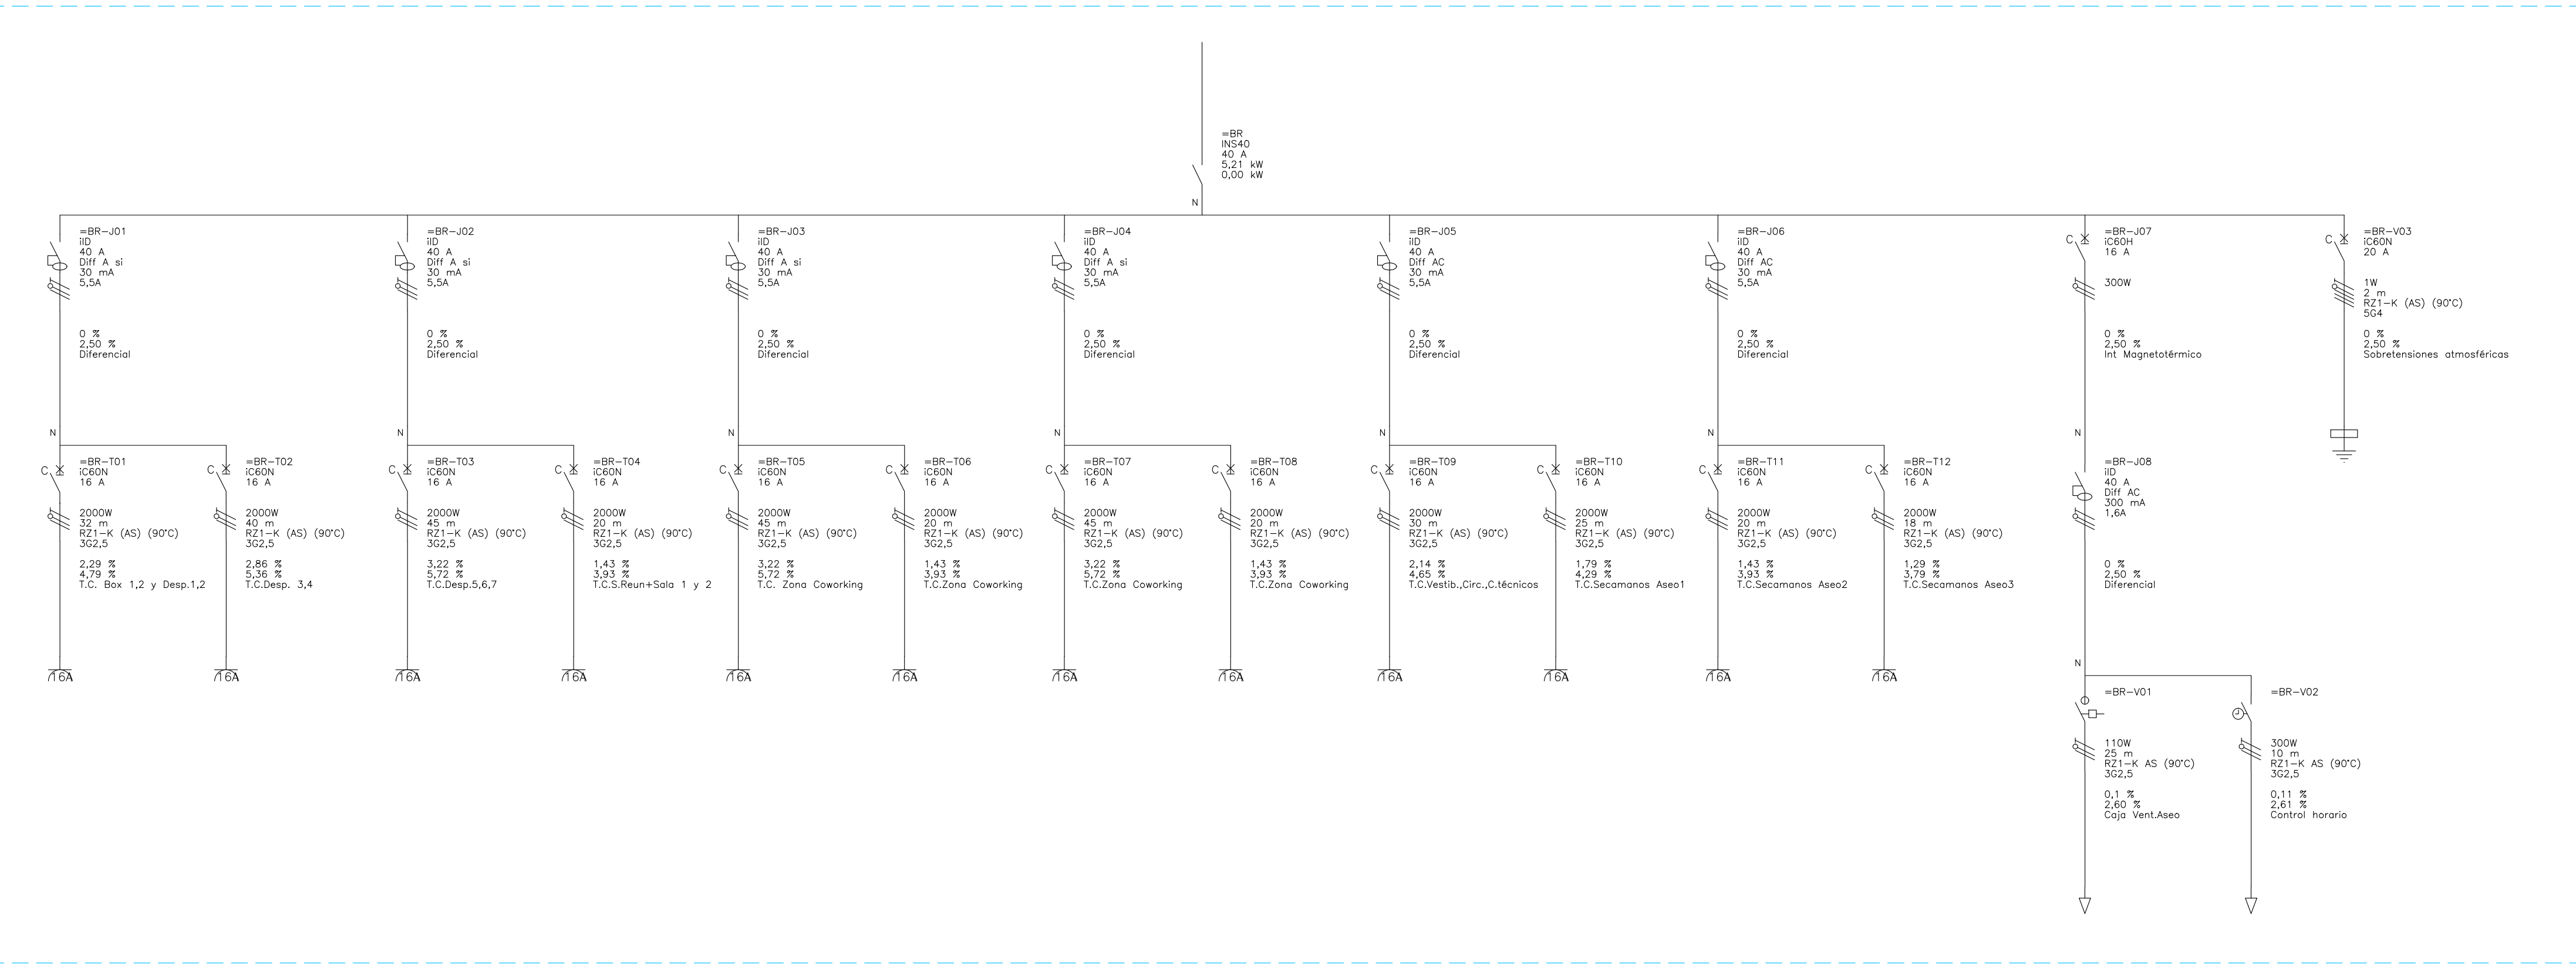 =BR
INS40
40 A
5,21 kW
0,00 kW
N
=BR-J01
iID
40 A
Diff A si
30 mA
5,5A
0 %
2,50 %
Diferencial
=BR-J02
iID
40 A
Diff A si
30 mA
5,5A
0 %
2,50 %
Diferencial
=BR-J03
iID
40 A
Diff A si
30 mA
5,5A
0 %
2,50 %
Diferencial
=BR-J04
iID
40 A
Diff A si
30 mA
5,5A
0 %
2,50 %
Diferencial
=BR-J05
iID
40 A
Diff AC
30 mA
5,5A
0 %
2,50 %
Diferencial
=BR-J06
iID
40 A
Diff AC
30 mA
5,5A
0 %
2,50 %
Diferencial
C
=BR-J07
iC60H
16 A
300W
0 %
2,50 %
Int Magnetotérmico
C
=BR-V03
iC60N
20 A
1W
2 m
RZ1-K (AS) (90°C)
5G4
0 %
2,50 %
Sobretensiones atmosféricas
N
C
=BR-T01
iC60N
16 A
2000W
32 m
RZ1-K (AS) (90°C)
3G2,5
2,29 %
4,79 %
T.C. Box 1,2 y Desp.1,2
16A
C
=BR-T02
iC60N
16 A
2000W
40 m
RZ1-K (AS) (90°C)
3G2,5
2,86 %
5,36 %
T.C.Desp. 3,4
16A
N
C
=BR-T03
iC60N
16 A
2000W
45 m
RZ1-K (AS) (90°C)
3G2,5
3,22 %
5,72 %
T.C.Desp.5,6,7
16A
C
=BR-T04
iC60N
16 A
2000W
20 m
RZ1-K (AS) (90°C)
3G2,5
1,43 %
3,93 %
T.C.S.Reun+Sala 1 y 2
16A
N
C
=BR-T05
iC60N
16 A
2000W
45 m
RZ1-K (AS) (90°C)
3G2,5
3,22 %
5,72 %
T.C. Zona Coworking
16A
C
=BR-T06
iC60N
16 A
2000W
20 m
RZ1-K (AS) (90°C)
3G2,5
1,43 %
3,93 %
T.C.Zona Coworking
16A
N
C
=BR-T07
iC60N
16 A
2000W
45 m
RZ1-K (AS) (90°C)
3G2,5
3,22 %
5,72 %
T.C.Zona Coworking
16A
C
=BR-T08
iC60N
16 A
2000W
20 m
RZ1-K (AS) (90°C)
3G2,5
1,43 %
3,93 %
T.C.Zona Coworking
16A
N
C
=BR-T09
iC60N
16 A
2000W
30 m
RZ1-K (AS) (90°C)
3G2,5
2,14 %
4,65 %
T.C.Vestib.,Circ.,C.técnicos
16A
C
=BR-T10
iC60N
16 A
2000W
25 m
RZ1-K (AS) (90°C)
3G2,5
1,79 %
4,29 %
T.C.Secamanos Aseo1
16A
N
C
=BR-T11
iC60N
16 A
2000W
20 m
RZ1-K (AS) (90°C)
3G2,5
1,43 %
3,93 %
T.C.Secamanos Aseo2
16A
C
=BR-T12
iC60N
16 A
2000W
18 m
RZ1-K (AS) (90°C)
3G2,5
1,29 %
3,79 %
T.C.Secamanos Aseo3
16A
N
=BR-J08
iID
40 A
Diff AC
300 mA
1,6A
0 %
2,50 %
Diferencial
N
=BR-V01
110W
25 m
RZ1-K AS (90°C)
3G2,5
0,1 %
2,60 %
Caja Vent.Aseo
=BR-V02
300W
10 m
RZ1-K AS (90°C)
3G2,5
0,11 %
2,61 %
Control horario